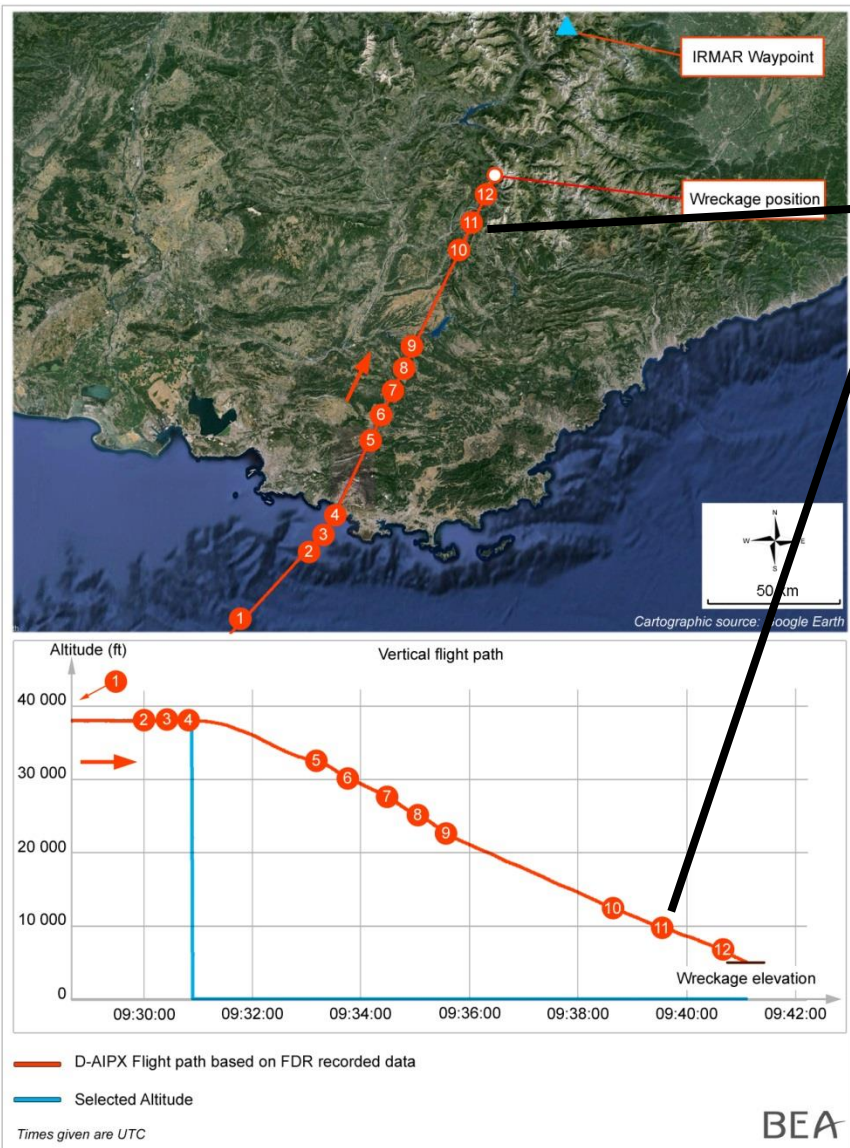 IRMAR Waypoint
Wreckage position
12
11
10
9
8
7
6
5
4
3
2
1
N
W E
S
50 km
Cartographic source: Google Earth
Altitude (ft)
Vertical flight path
1
40 000
2 3 4
30 000
5
6
7
8
9
20 000
10 000
10
11
12
Wreckage elevation
0
09:30:00 09:32:00 09:34:00 09:36:00 09:38:00 09:40:00 09:42:00
D-AIPX Flight path based on FDR recorded data
Selected Altitude
Times given are UTC
BEA